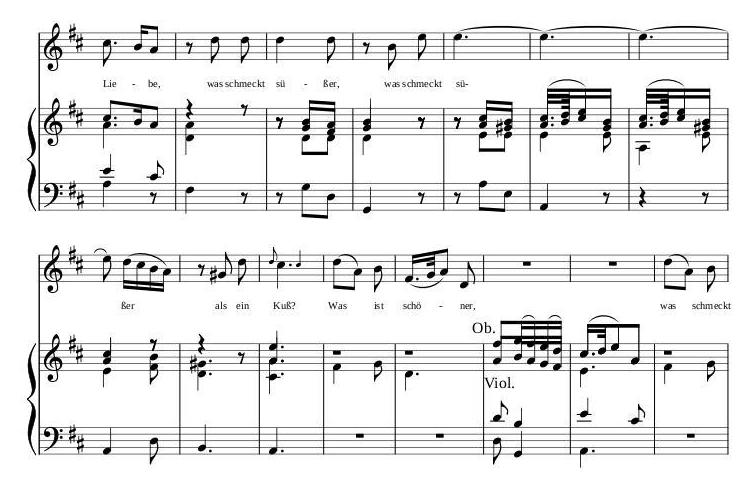 Lie - be, was schmeckt sü - ßer, was schmeckt sü-
ßer als ein Kuß? Was ist schö - ner, was schmeckt
Ob.
Viol.